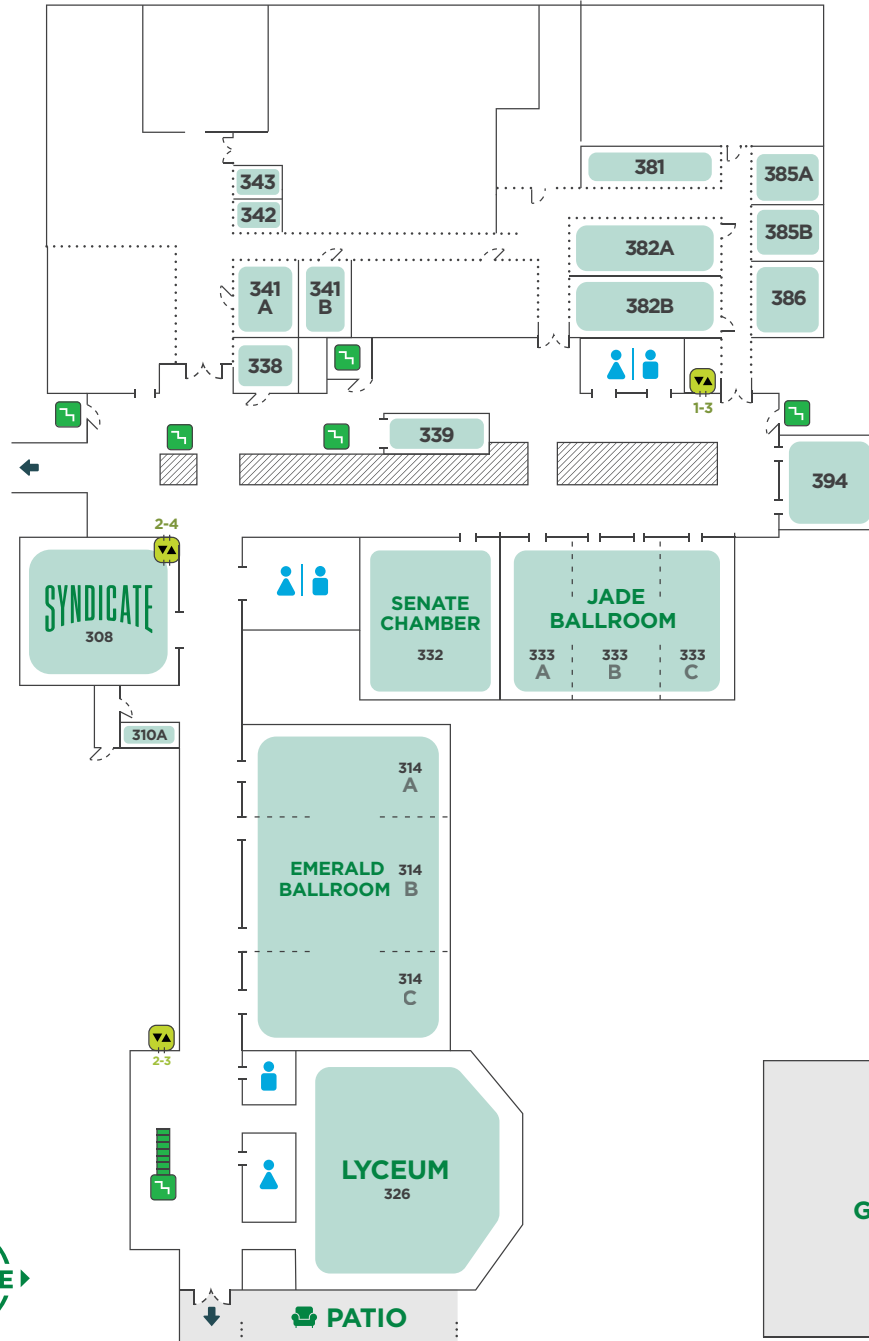 381
385A
343
342
385B
382A
341
A
341
B
386
382B
338
1-3
339
394
2-4
SYNDICATE
308
SENATE
CHAMBER
332
JADE
BALLROOM
333
A
333
B
333
C
310A
314
A
EMERALD
BALLROOM
314
B
314
C
2-3
LYCEUM
326
G
E
PATIO